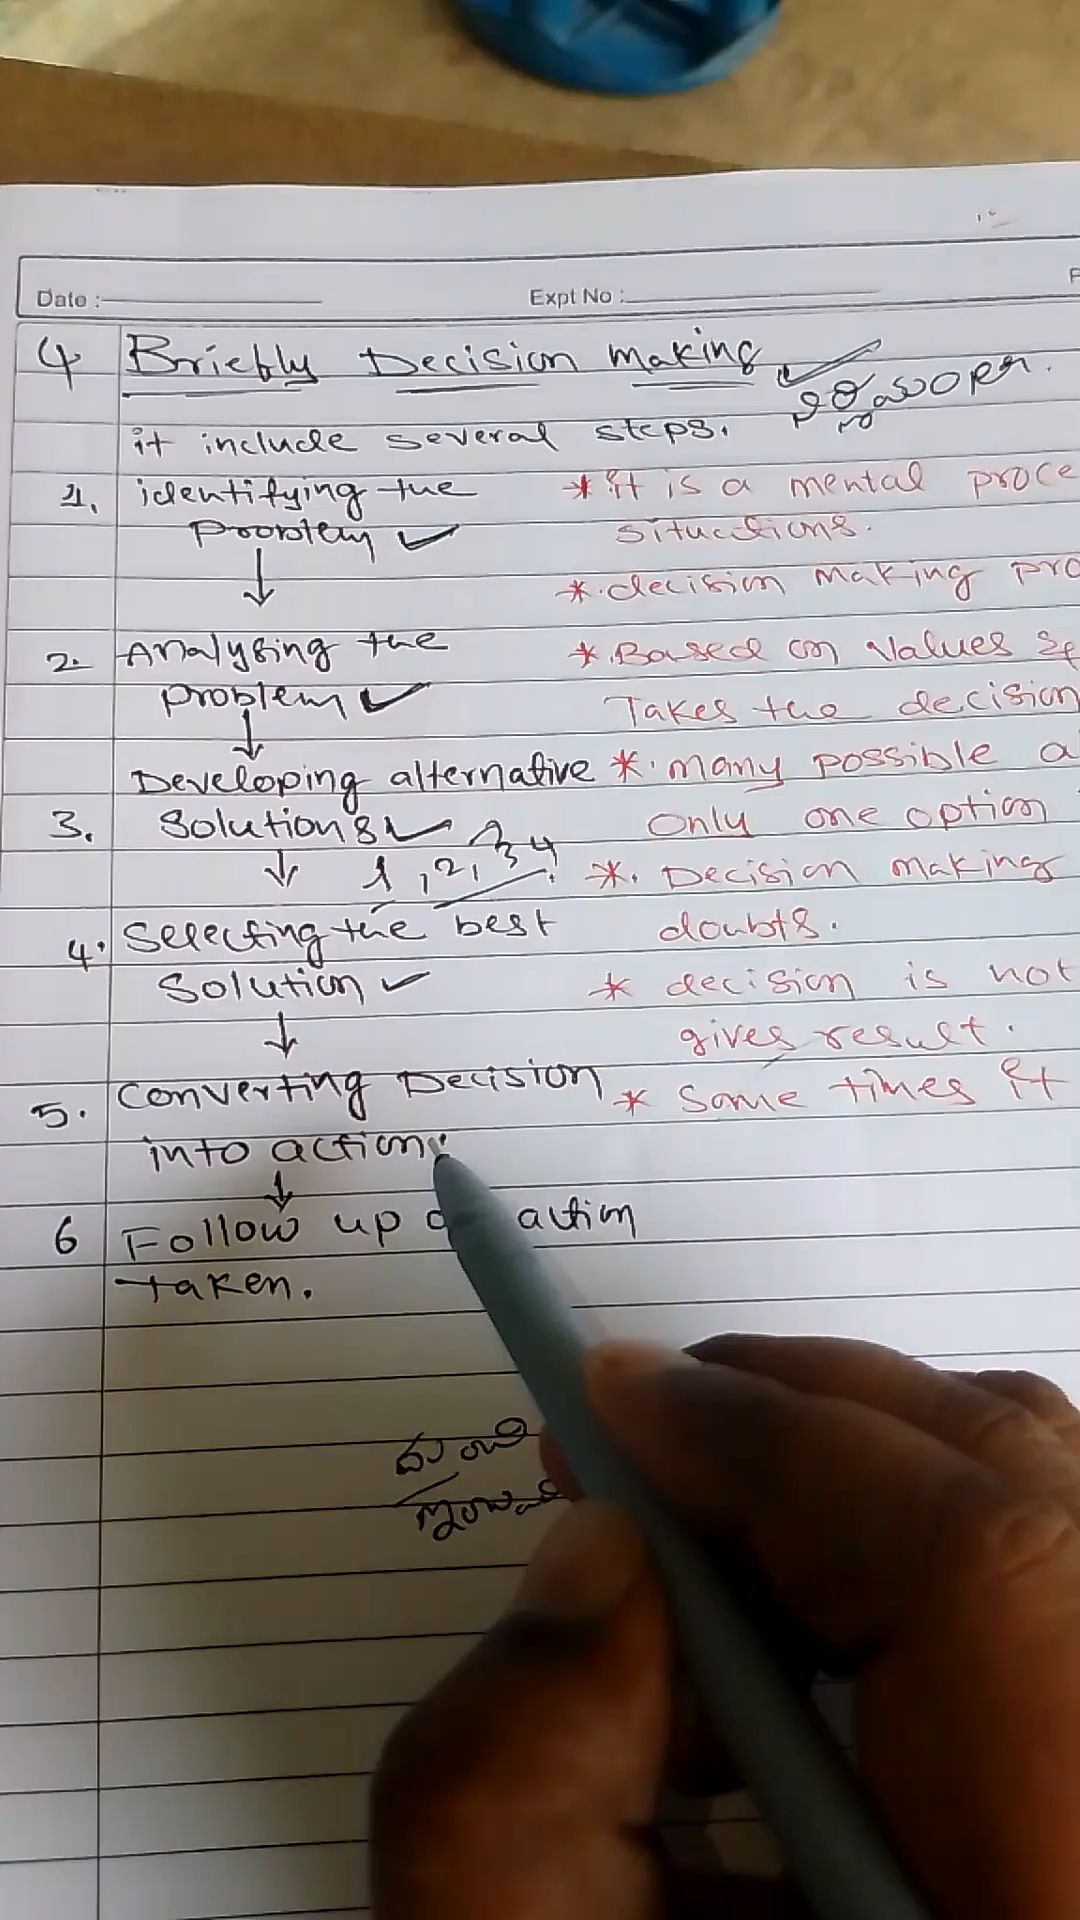 Date :
Expt No :
4 Briefly Decision making
it include several steps.
1. identifying the * it is a mental proce
Problem situations.
* decision making pro
2. Analysing the * Based on values &
problem Takes the decision
Developing alternative * many possible a
3. Solutions only one option
1, 2, 3 4 * Decision making
4. Selecting the best doubts.
Solution * decision is not
gives result.
5. Converting Decision * Some times it
into action
6 Follow up action
taken.